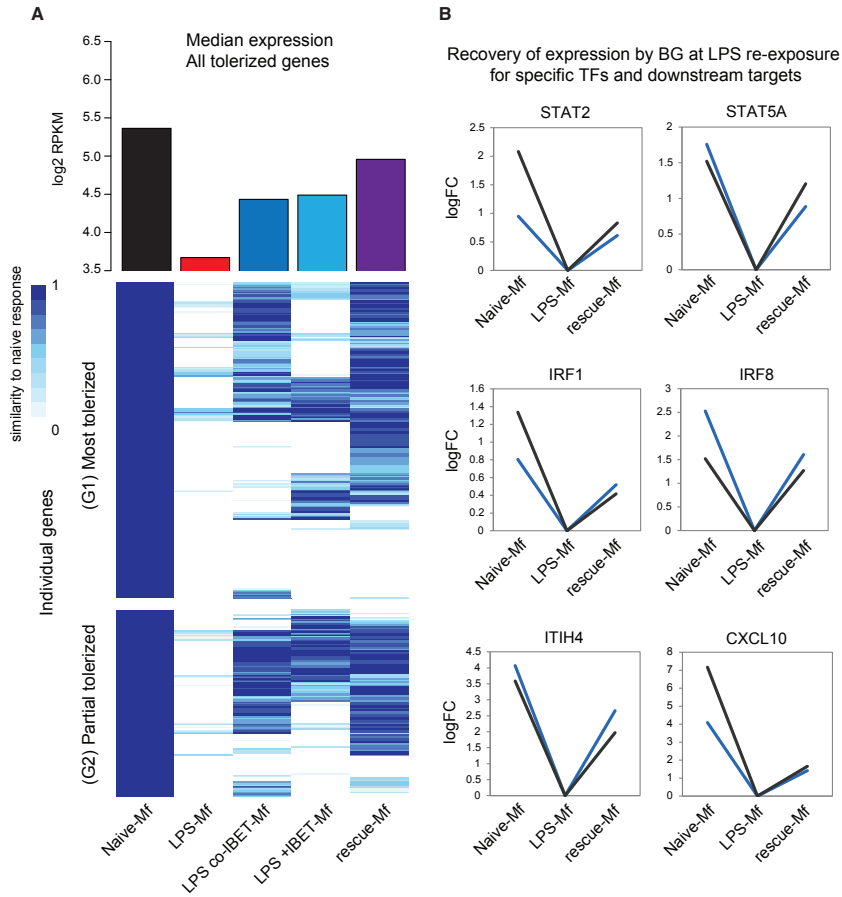 A
Median expression
All tolerized genes
log2 RPKM
6.5
6.0
5.5
5.0
4.5
4.0
3.5
similarity to naive response
1
0
Individual genes
(G1) Most tolerized
(G2) Partial tolerized
Naive-Mf
LPS-Mf
LPS co-IBET-Mf
LPS +IBET-Mf
rescue-Mf
B
Recovery of expression by BG at LPS re-exposure
for specific TFs and downstream targets
STAT2
logFC
2.5
2
1.5
1
0.5
0
Naive-Mf
LPS-Mf
rescue-Mf
STAT5A
2
1.5
1
0.5
0
Naive-Mf
LPS-Mf
rescue-Mf
IRF1
logFC
1.6
1.4
1.2
1
0.8
0.6
0.4
0.2
0
Naive-Mf
LPS-Mf
rescue-Mf
IRF8
3
2.5
2
1.5
1
0.5
0
Naive-Mf
LPS-Mf
rescue-Mf
ITIH4
logFC
4.5
4
3.5
3
2.5
2
1.5
1
0.5
0
Naive-Mf
LPS-Mf
rescue-Mf
CXCL10
8
7
6
5
4
3
2
1
0
Naive-Mf
LPS-Mf
rescue-Mf